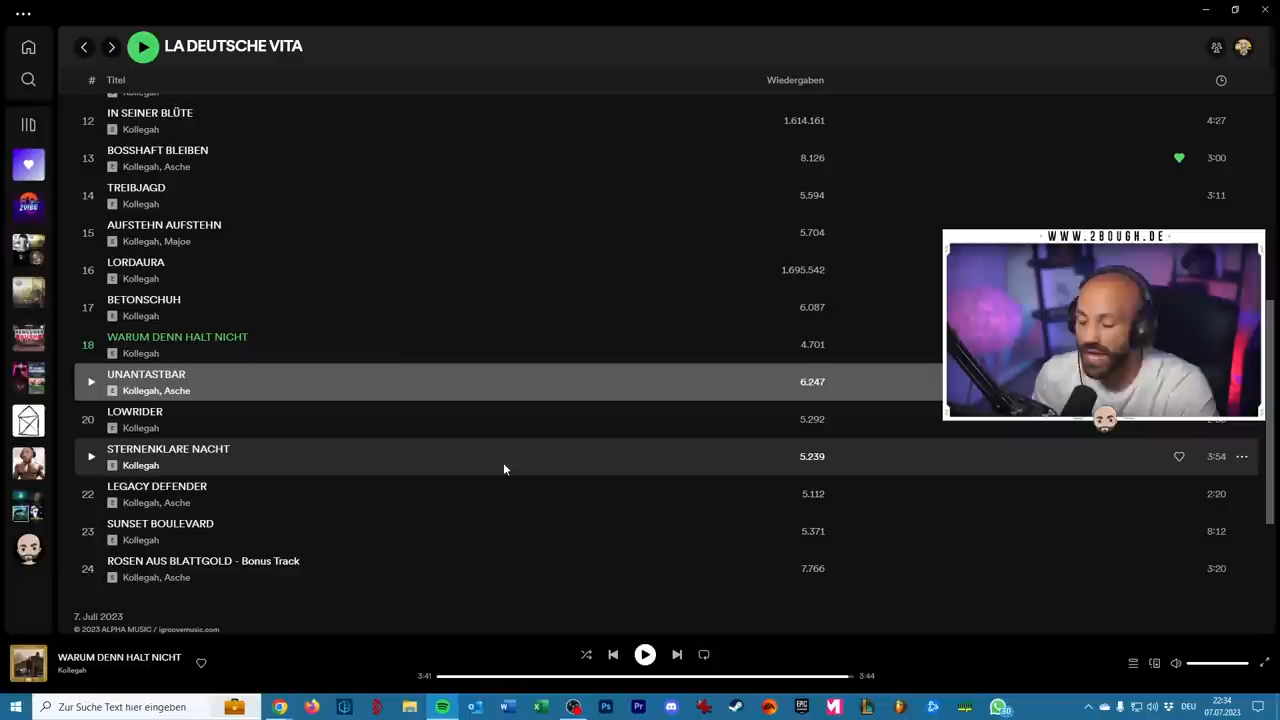 LA DEUTSCHE VITA
# Titel Wiedergaben
Kollegah
12 IN SEINER BLÜTE 1.614.161 4:27
E Kollegah
13 BOSSHAFT BLEIBEN 8.126 3:00
E Kollegah, Asche
14 TREIBJAGD 5.594 3:11
E Kollegah
15 AUFSTEHN AUFSTEHN 5.704
E Kollegah, Majoe
WWW.2BOUGH.DE
16 LORDAURA 1.695.542
E Kollegah
17 BETONSCHUH 6.087
E Kollegah
18 WARUM DENN HALT NICHT 4.701
E Kollegah
UNANTASTBAR 6.247
E Kollegah, Asche
20 LOWRIDER 5.292
E Kollegah
STERNENKLARE NACHT 5.239 3:54
E Kollegah
22 LEGACY DEFENDER 5.112 2:20
E Kollegah, Asche
23 SUNSET BOULEVARD 5.371 8:12
E Kollegah
24 ROSEN AUS BLATTGOLD - Bonus Track 7.766 3:20
E Kollegah, Asche
7. Juli 2023
© 2023 ALPHA MUSIC / igroovemusic.com
WARUM DENN HALT NICHT
Kollegah
3:41 3:44
Zur Suche Text hier eingeben
DEU
22:34
07.07.2023
30